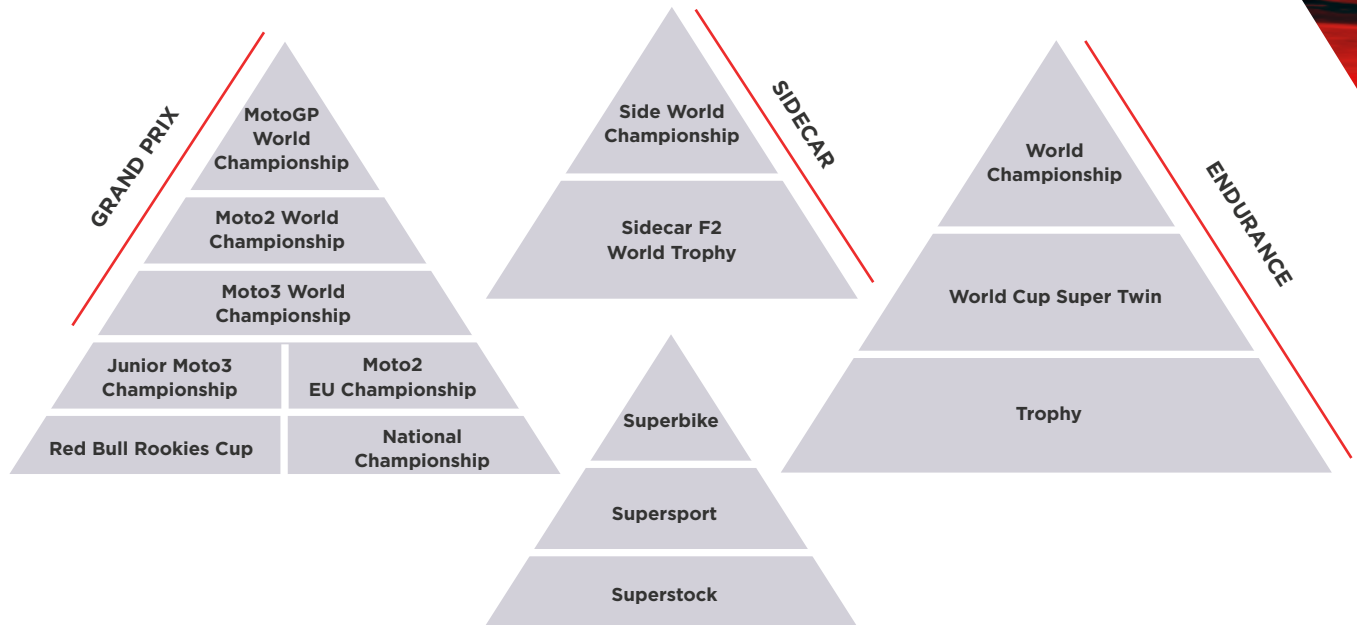 GRAND PRIX
MotoGP
World
Championship
Moto2 World
Championship
Moto3 World
Championship
Junior Moto3
Championship
Moto2
EU Championship
Red Bull Rookies Cup
National
Championship
SIDECAR
Side World
Championship
Sidecar F2
World Trophy
Superbike
Supersport
Superstock
ENDURANCE
World
Championship
World Cup Super Twin
Trophy